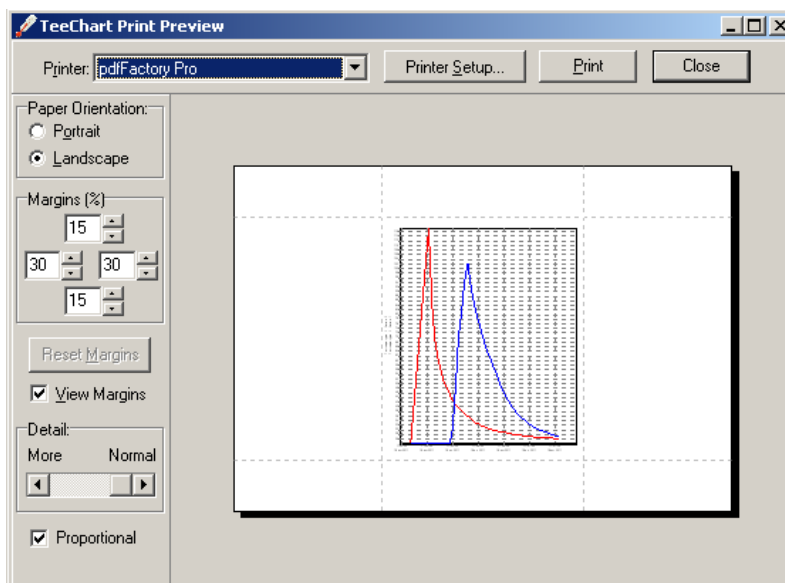 TeeChart Print Preview
Printer: pdfFactory Pro
Printer Setup...
Print
Close
Paper Orientation:
Portrait
Landscape
Margins (%)
15
30 30
15
Reset Margins
View Margins
Detail:
More Normal
Proportional